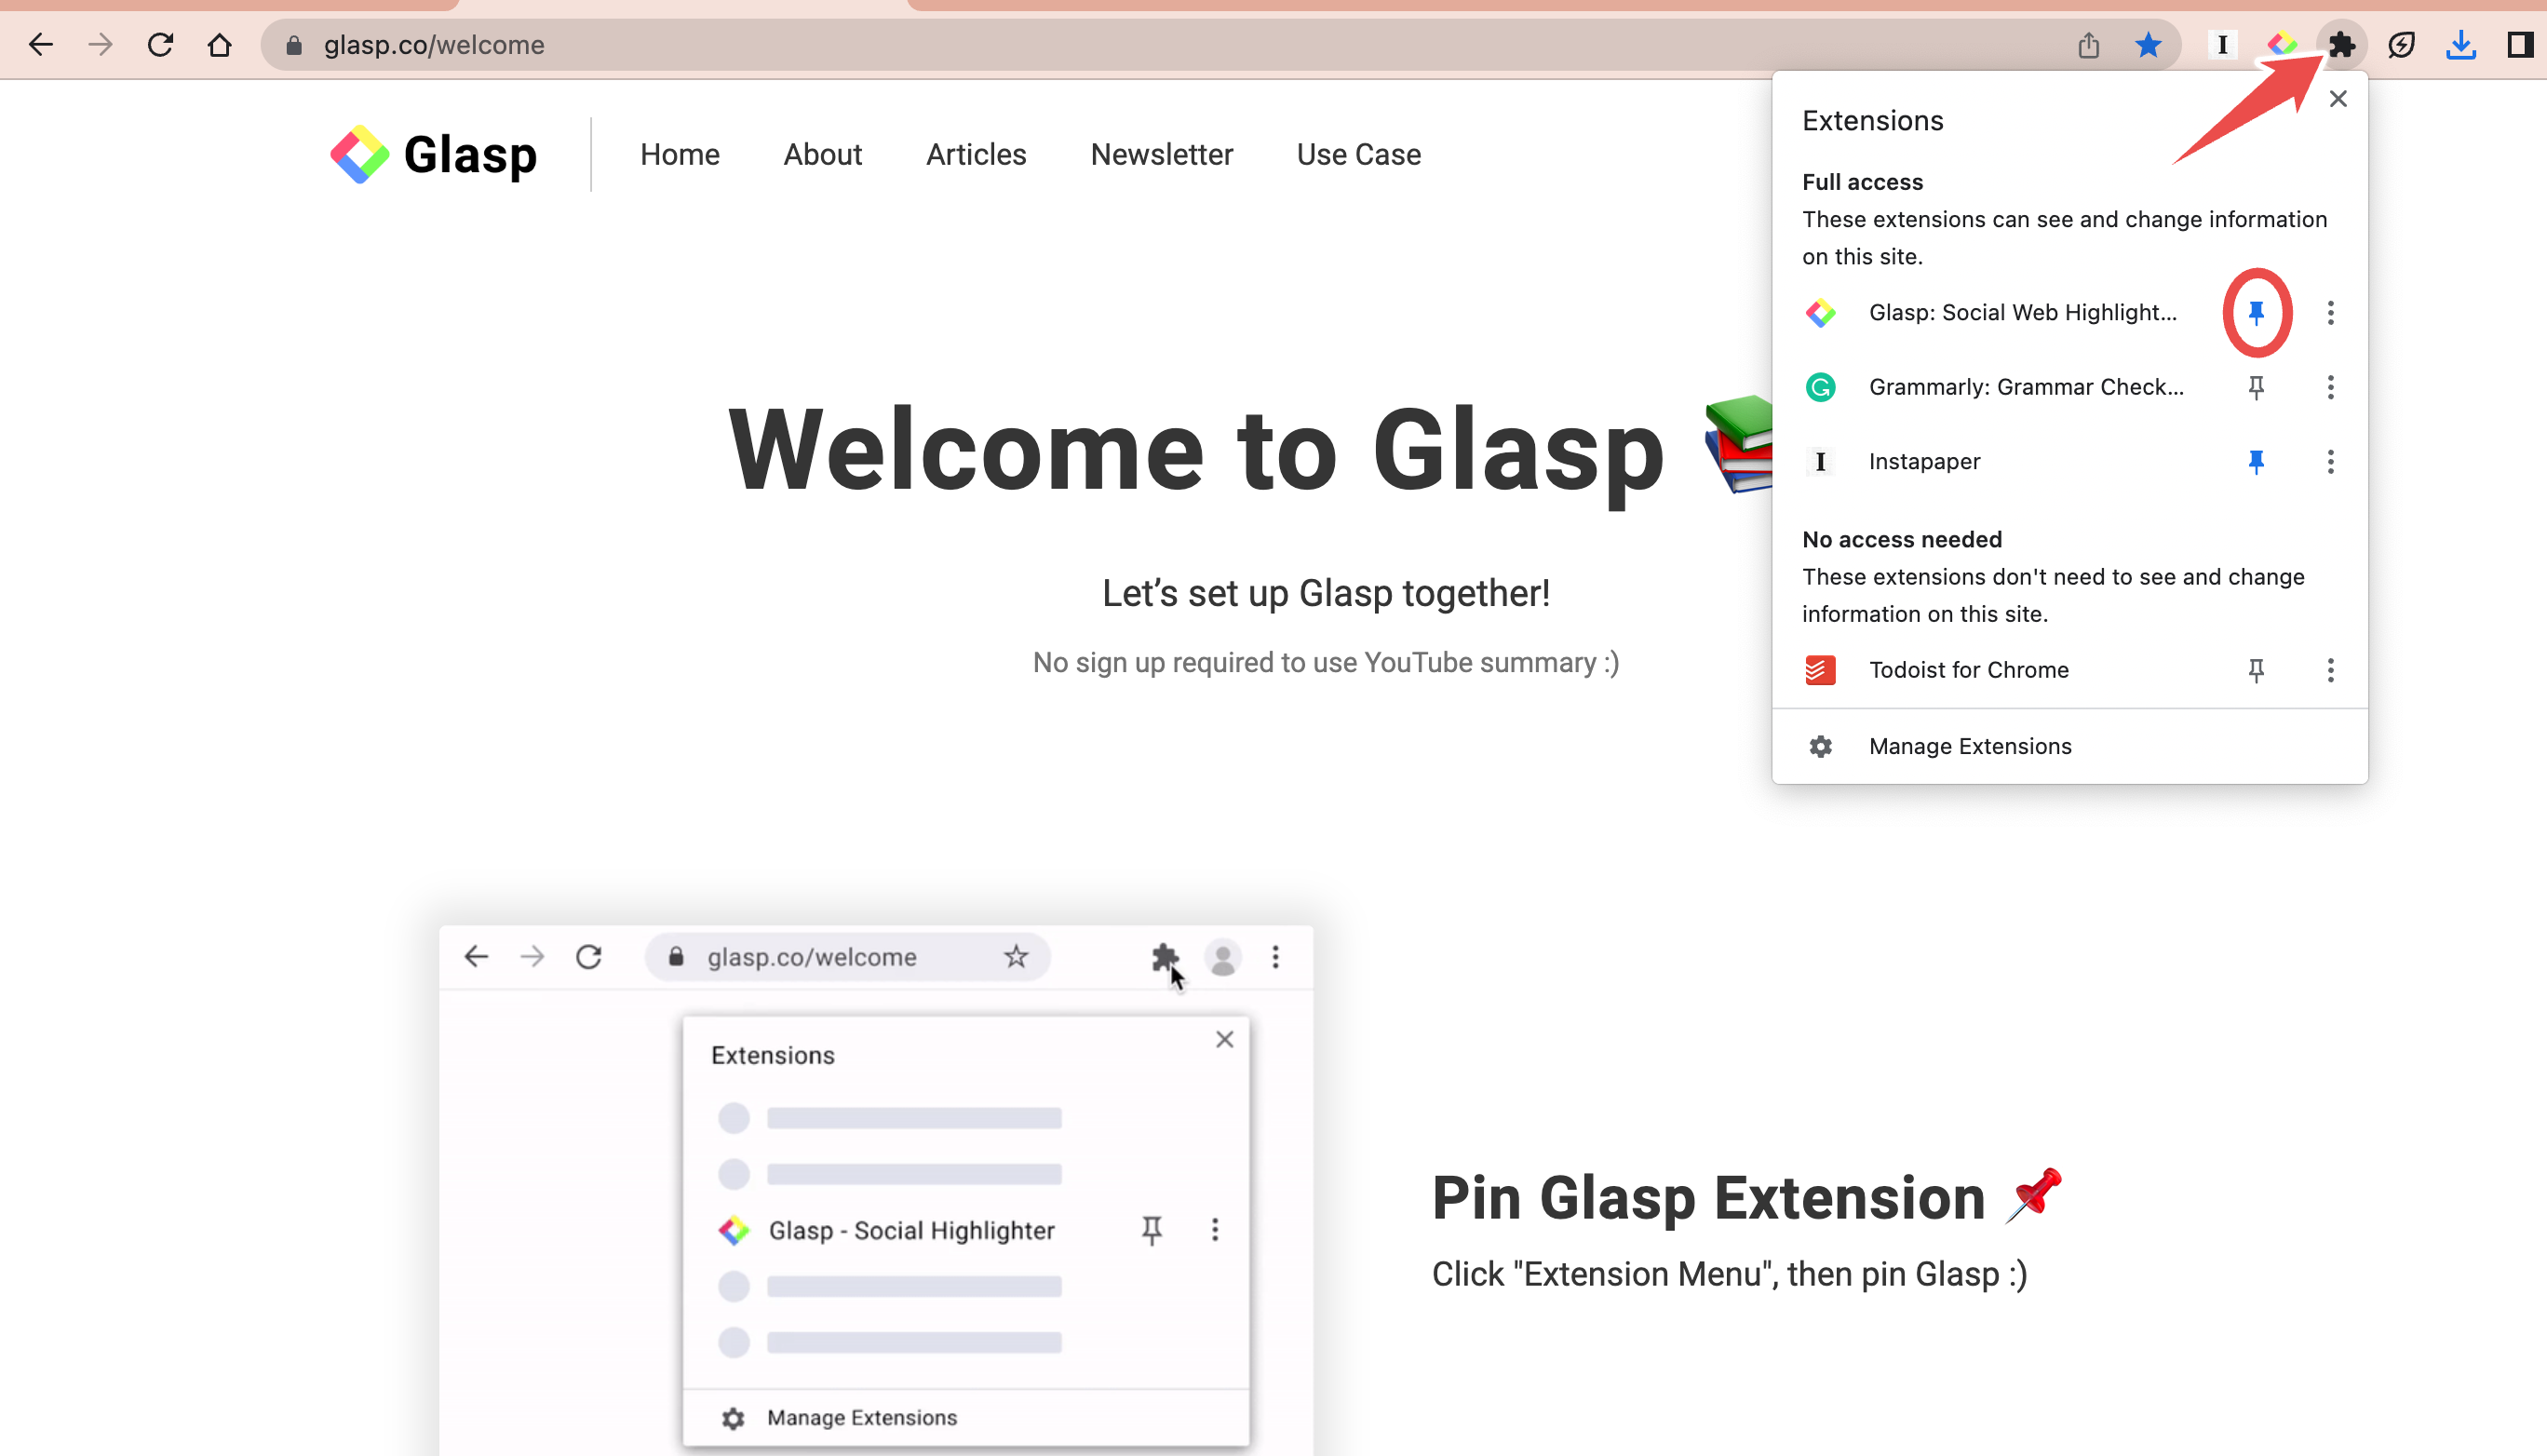 glasp.co/welcome
I
Extensions
Full access
These extensions can see and change information
on this site.
Glasp: Social Web Highlight...
G
Grammarly: Grammar Check...
I
Instapaper
No access needed
These extensions don't need to see and change
information on this site.
Todoist for Chrome
Manage Extensions
Glasp
Home
About
Articles
Newsletter
Use Case
Welcome to Glasp
Let’s set up Glasp together!
No sign up required to use YouTube summary :)
glasp.co/welcome
Extensions
Glasp - Social Highlighter
Manage Extensions
Pin Glasp Extension
Click "Extension Menu", then pin Glasp :)